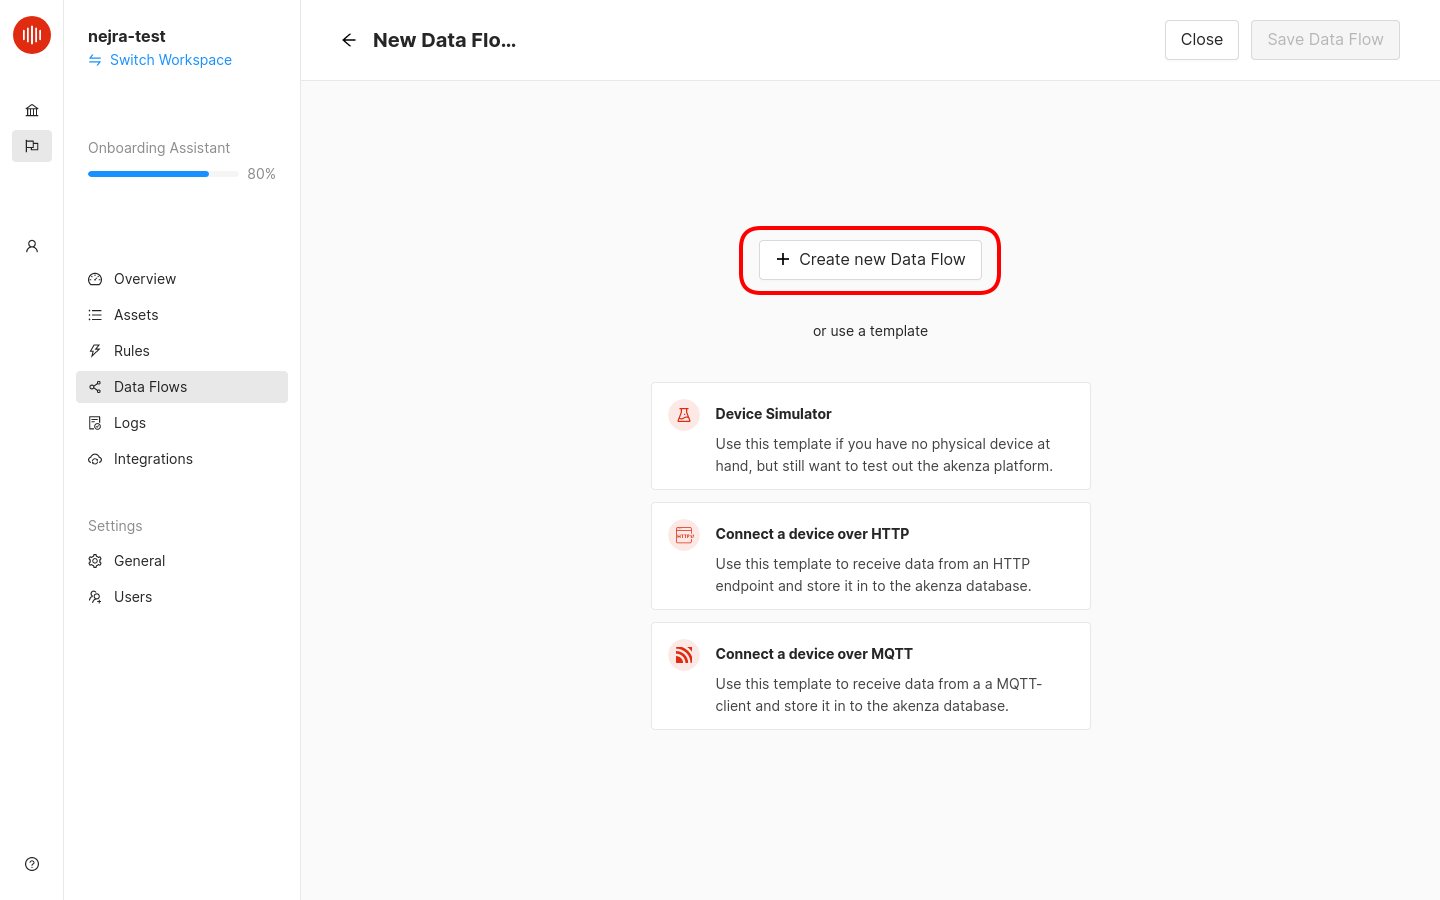 nejra-test
Switch Workspace
Onboarding Assistant
80%
Overview
Assets
Rules
Data Flows
Logs
Integrations
Settings
General
Users
New Data Flo...
Close
Save Data Flow
Create new Data Flow
or use a template
Device Simulator
Use this template if you have no physical device at
hand, but still want to test out the akenza platform.
HTTP://
Connect a device over HTTP
Use this template to receive data from an HTTP
endpoint and store it in to the akenza database.
Connect a device over MQTT
Use this template to receive data from a a MQTT-
client and store it in to the akenza database.